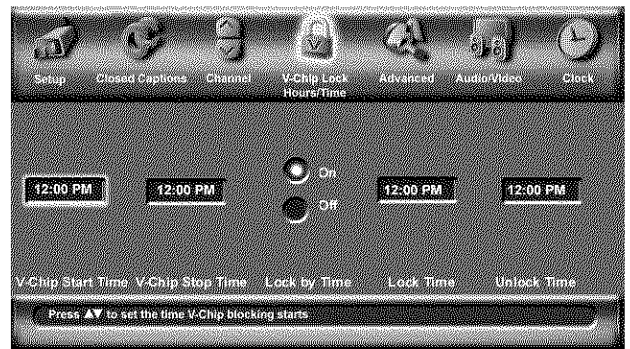 Setup
Closed Captions
Channel
V-Chip Lock
Hours/Time
Advanced
Audio/Video
Clock
12:00 PM
12:00 PM
On
Off
12:00 PM
12:00 PM
V-Chip Start Time
V-Chip Stop Time
Lock by Time
Lock Time
Unlock Time
Press ▲▼ to set the time V-Chip blocking starts